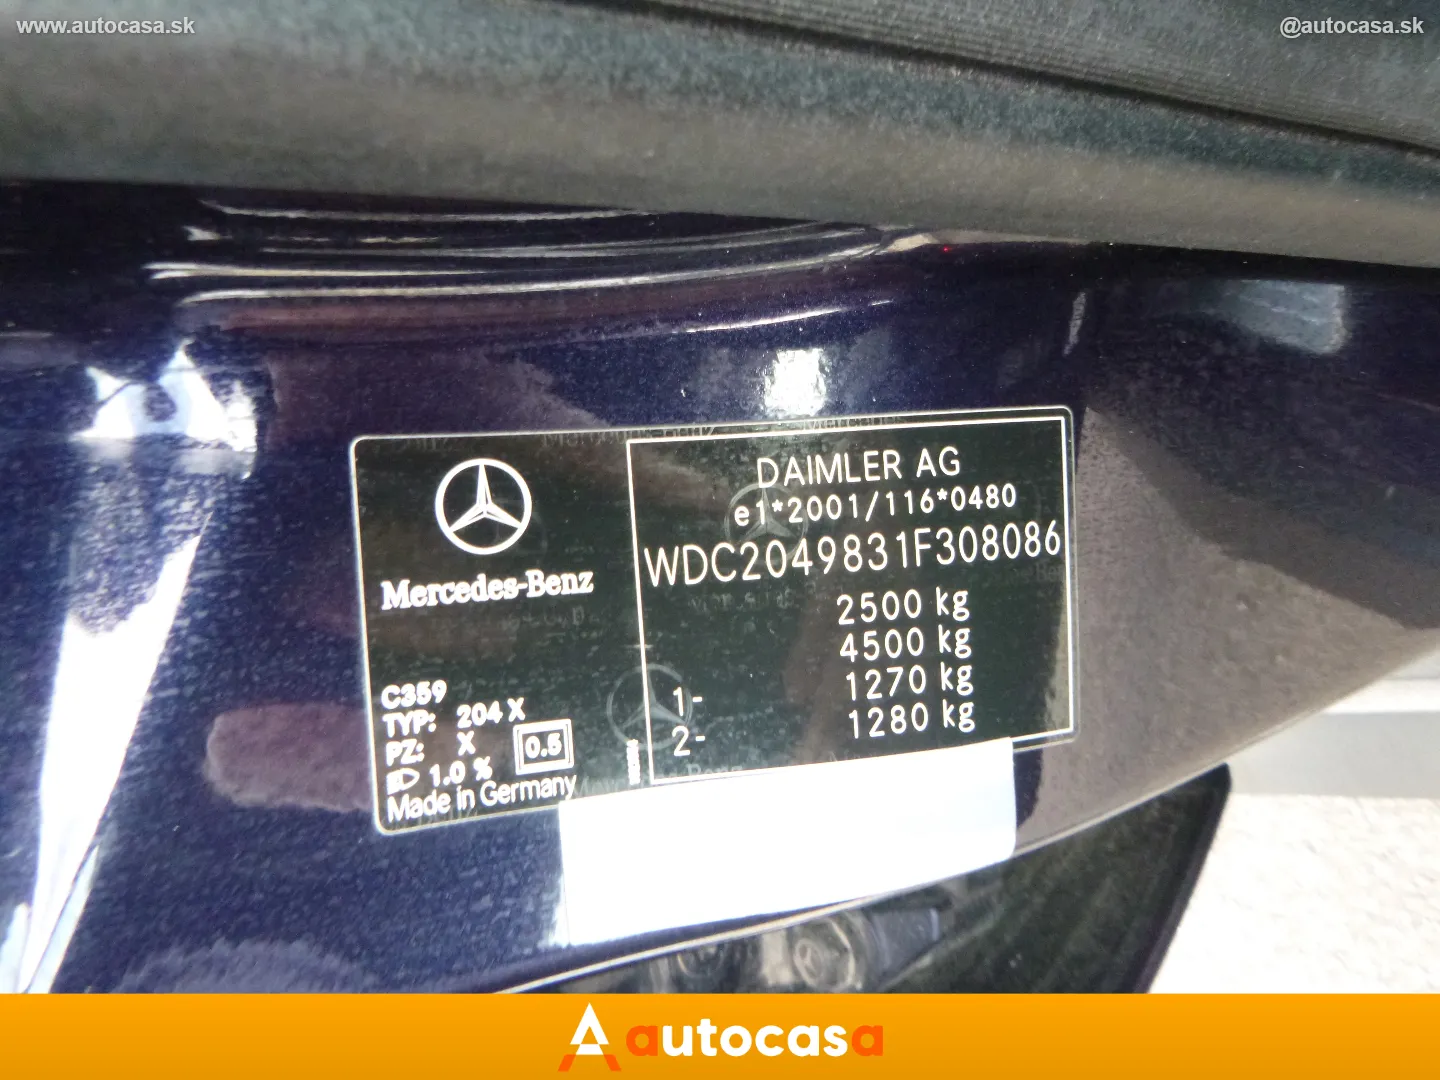 www.autocasa.sk
@autocasa.sk
Mercedes-Benz
C359
TYP: 204 X
PZ: X
0.5
1.0 %
Made in Germany
DAIMLER AG
e1*2001/116*0480
WDC2049831F308086
2500 kg
4500 kg
1- 1270 kg
2- 1280 kg
autocasa